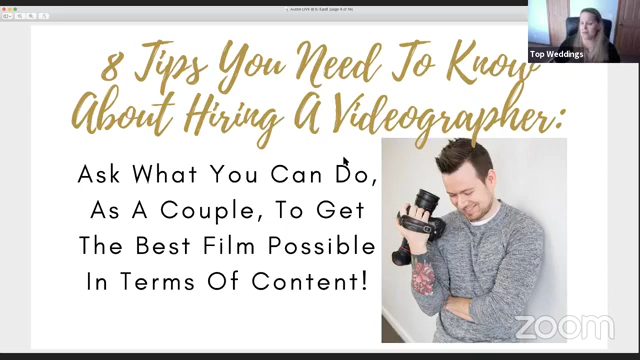 Top Weddings
8 Tips You Need To Know
About Hiring A Videographer:
Ask What You Can Do,
As A Couple, To Get
The Best Film Possible
In Terms Of Content!
zoom